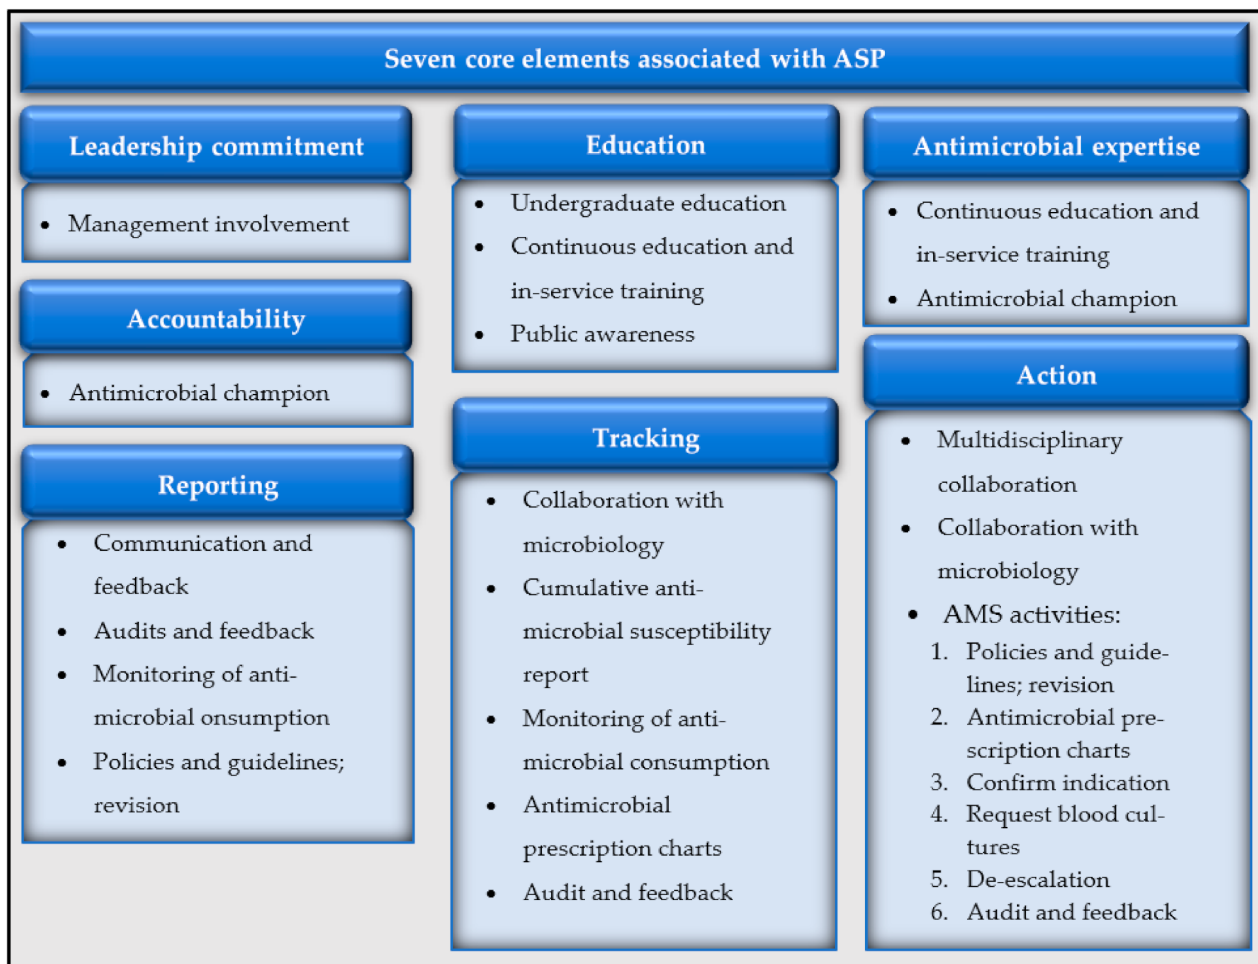 Seven core elements associated with ASP
Leadership commitment
• Management involvement
Accountability
• Antimicrobial champion
Reporting
• Communication and
feedback
• Audits and feedback
• Monitoring of anti-
microbial onsumption
• Policies and guidelines;
revision
Education
• Undergraduate education
• Continuous education and
in-service training
• Public awareness
Tracking
• Collaboration with
microbiology
• Cumulative anti-
microbial susceptibility
report
• Monitoring of anti-
microbial consumption
• Antimicrobial
prescription charts
• Audit and feedback
Antimicrobial expertise
• Continuous education and
in-service training
• Antimicrobial champion
Action
• Multidisciplinary
collaboration
• Collaboration with
microbiology
• AMS activities:
1. Policies and guide-
lines; revision
2. Antimicrobial pre-
scription charts
3. Confirm indication
4. Request blood cul-
tures
5. De-escalation
6. Audit and feedback